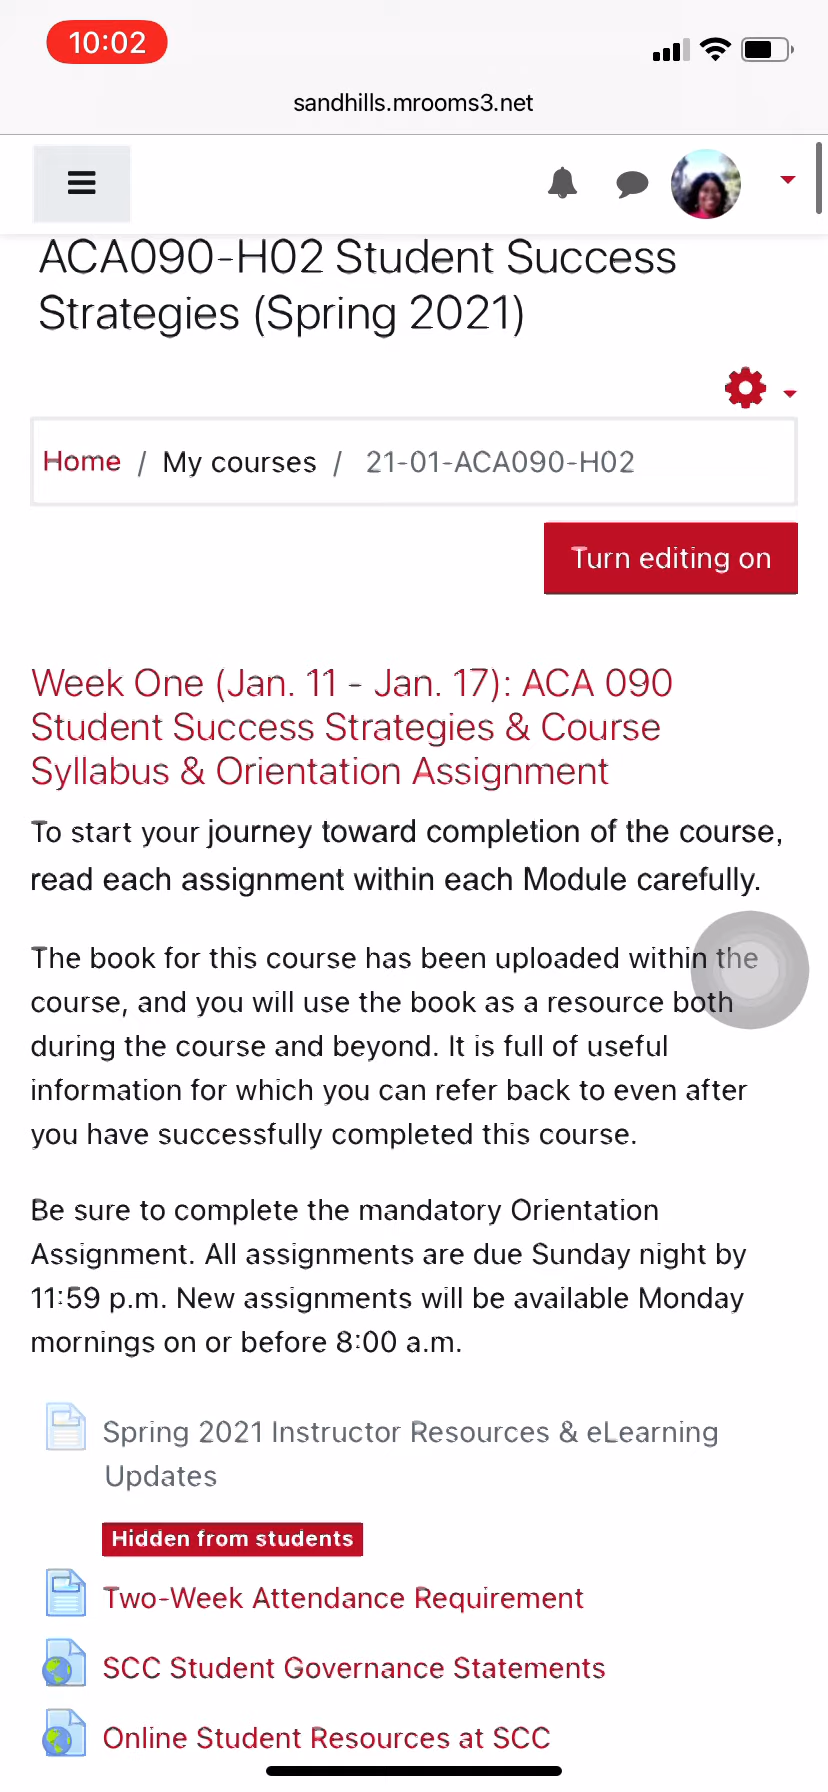 10:02
sandhills.mrooms3.net
ACA090-H02 Student Success
Strategies (Spring 2021)
Home / My courses / 21-01-ACA090-H02
Turn editing on
Week One (Jan. 11 - Jan. 17): ACA 090
Student Success Strategies & Course
Syllabus & Orientation Assignment
To start your journey toward completion of the course,
read each assignment within each Module carefully.
The book for this course has been uploaded within the
course, and you will use the book as a resource both
during the course and beyond. It is full of useful
information for which you can refer back to even after
you have successfully completed this course.
Be sure to complete the mandatory Orientation
Assignment. All assignments are due Sunday night by
11:59 p.m. New assignments will be available Monday
mornings on or before 8:00 a.m.
Spring 2021 Instructor Resources & eLearning
Updates
Hidden from students
Two-Week Attendance Requirement
SCC Student Governance Statements
Online Student Resources at SCC